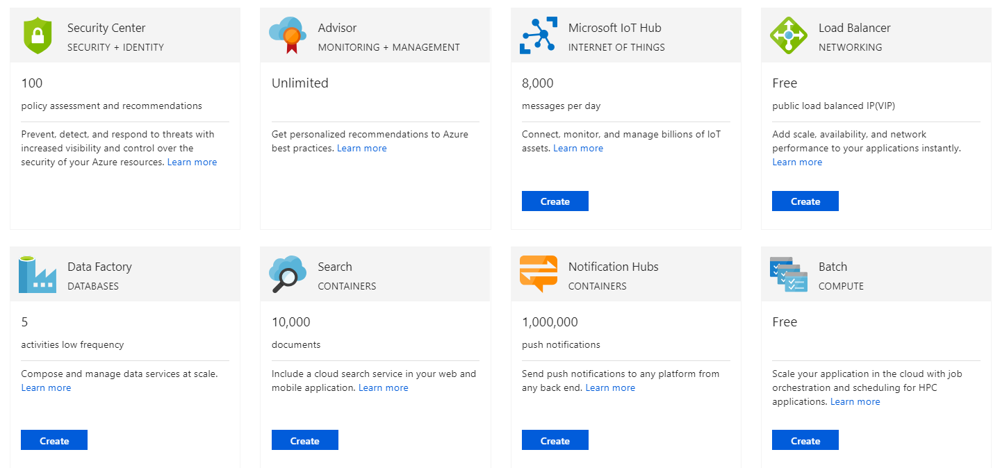 Security Center
SECURITY + IDENTITY
100
policy assessment and recommendations
Prevent, detect, and respond to threats with
increased visibility and control over the
security of your Azure resources. Learn more
Advisor
MONITORING + MANAGEMENT
Unlimited
Get personalized recommendations to Azure
best practices. Learn more
Microsoft IoT Hub
INTERNET OF THINGS
8,000
messages per day
Connect, monitor, and manage billions of IoT
assets. Learn more
Create
Load Balancer
NETWORKING
Free
public load balanced IP(VIP)
Add scale, availability, and network
performance to your applications instantly.
Learn more
Create
Data Factory
DATABASES
5
activities low frequency
Compose and manage data services at scale.
Learn more
Create
Search
CONTAINERS
10,000
documents
Include a cloud search service in your web and
mobile application. Learn more
Create
Notification Hubs
CONTAINERS
1,000,000
push notifications
Send push notifications to any platform from
any back end. Learn more
Create
Batch
COMPUTE
Free
Scale your application in the cloud with job
orchestration and scheduling for HPC
applications. Learn more
Create